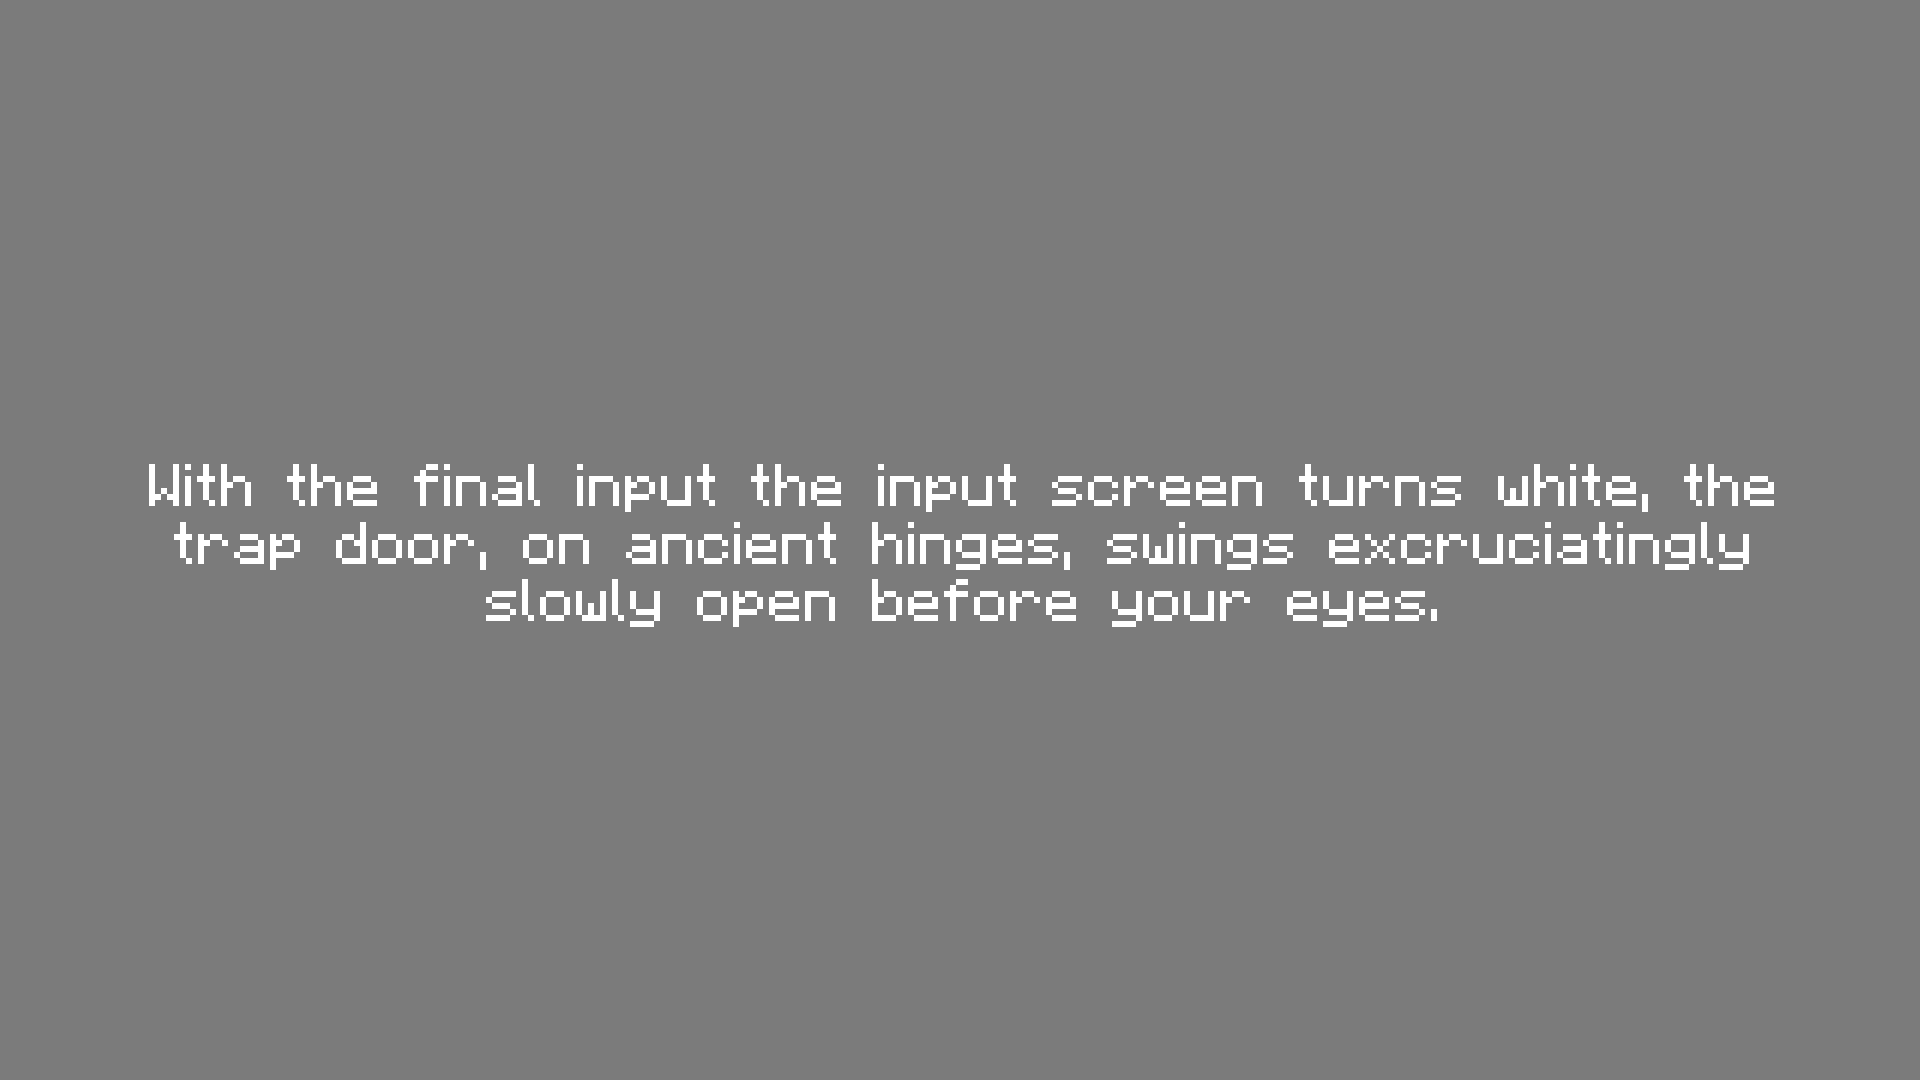 With the final input the input screen turns white, the
trap door, on ancient hinges, swings excruciatingly
slowly open before your eyes.